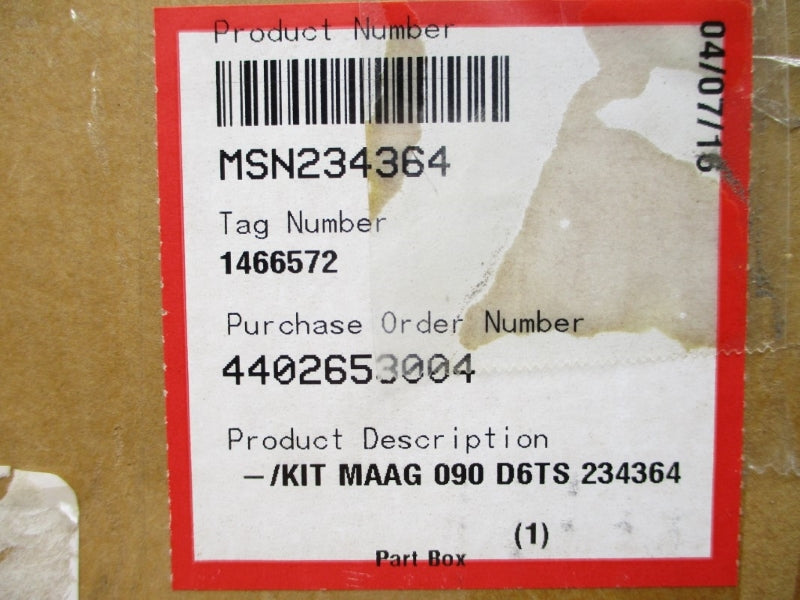 Product Number
MSN234364
Tag Number
1466572
Purchase Order Number
4402653004
Product Description
–/KIT MAAG 090 D6TS 234364
(1)
Part Box
04/07/16